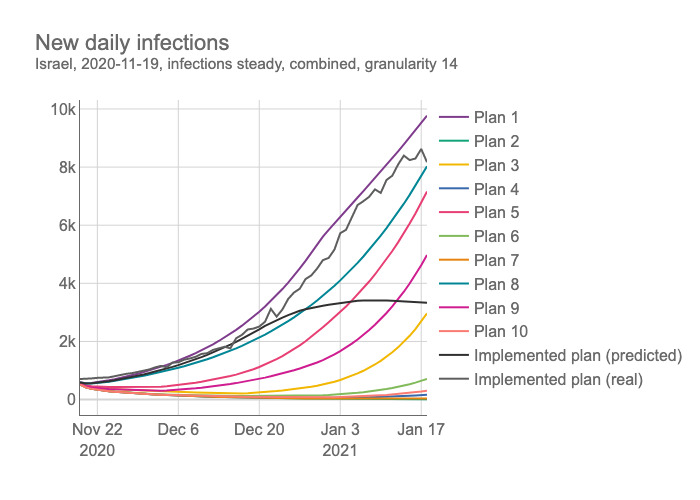 New daily infections
Israel, 2020-11-19, infections steady, combined, granularity 14
10k
8k
6k
4k
2k
0
Nov 22
2020
Dec 6
Dec 20
Jan 3
2021
Jan 17
Plan 1
Plan 2
Plan 3
Plan 4
Plan 5
Plan 6
Plan 7
Plan 8
Plan 9
Plan 10
Implemented plan (predicted)
Implemented plan (real)